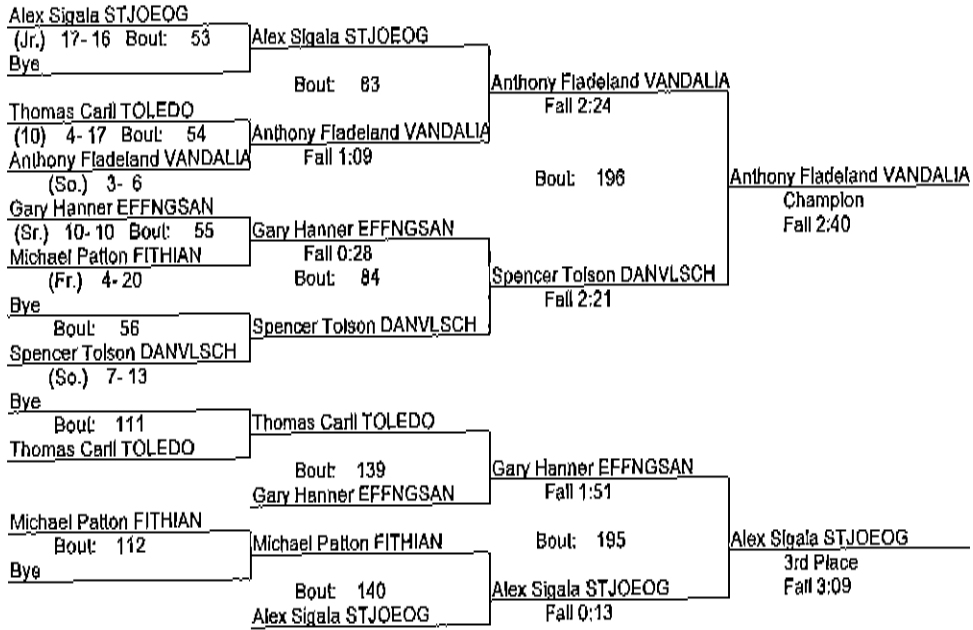 Alex Sigala STJOEOG
(Jr.) 17-16 Bout: 53
Bye
Alex Sigala STJOEOG
Bout: 83
Thomas Carll TOLEDO
(10) 4-17 Bout: 54
Anthony Fladeland VANDALIA
(So.) 3-6
Anthony Fladeland VANDALIA
Fall 1:09
Anthony Fladeland VANDALIA
Fall 2:24
Gary Hanner EFFNGSAN
(Sr.) 10-10 Bout: 55
Michael Patton FITHIAN
(Fr.) 4-20
Gary Hanner EFFNGSAN
Fall 0:28
Bout: 84
Bye
Bout: 56
Spencer Tolson DANVLSCH
(So.) 7-13
Spencer Tolson DANVLSCH
Spencer Tolson DANVLSCH
Fall 2:21
Bout: 196
Anthony Fladeland VANDALIA
Champion
Fall 2:40
Bye
Bout: 111
Thomas Carll TOLEDO
Thomas Carll TOLEDO
Bout: 139
Gary Hanner EFFNGSAN
Gary Hanner EFFNGSAN
Fall 1:51
Michael Patton FITHIAN
Bout: 112
Bye
Michael Patton FITHIAN
Bout: 140
Alex Sigala STJOEOG
Alex Sigala STJOEOG
Fall 0:13
Bout: 195
Alex Sigala STJOEOG
3rd Place
Fall 3:09